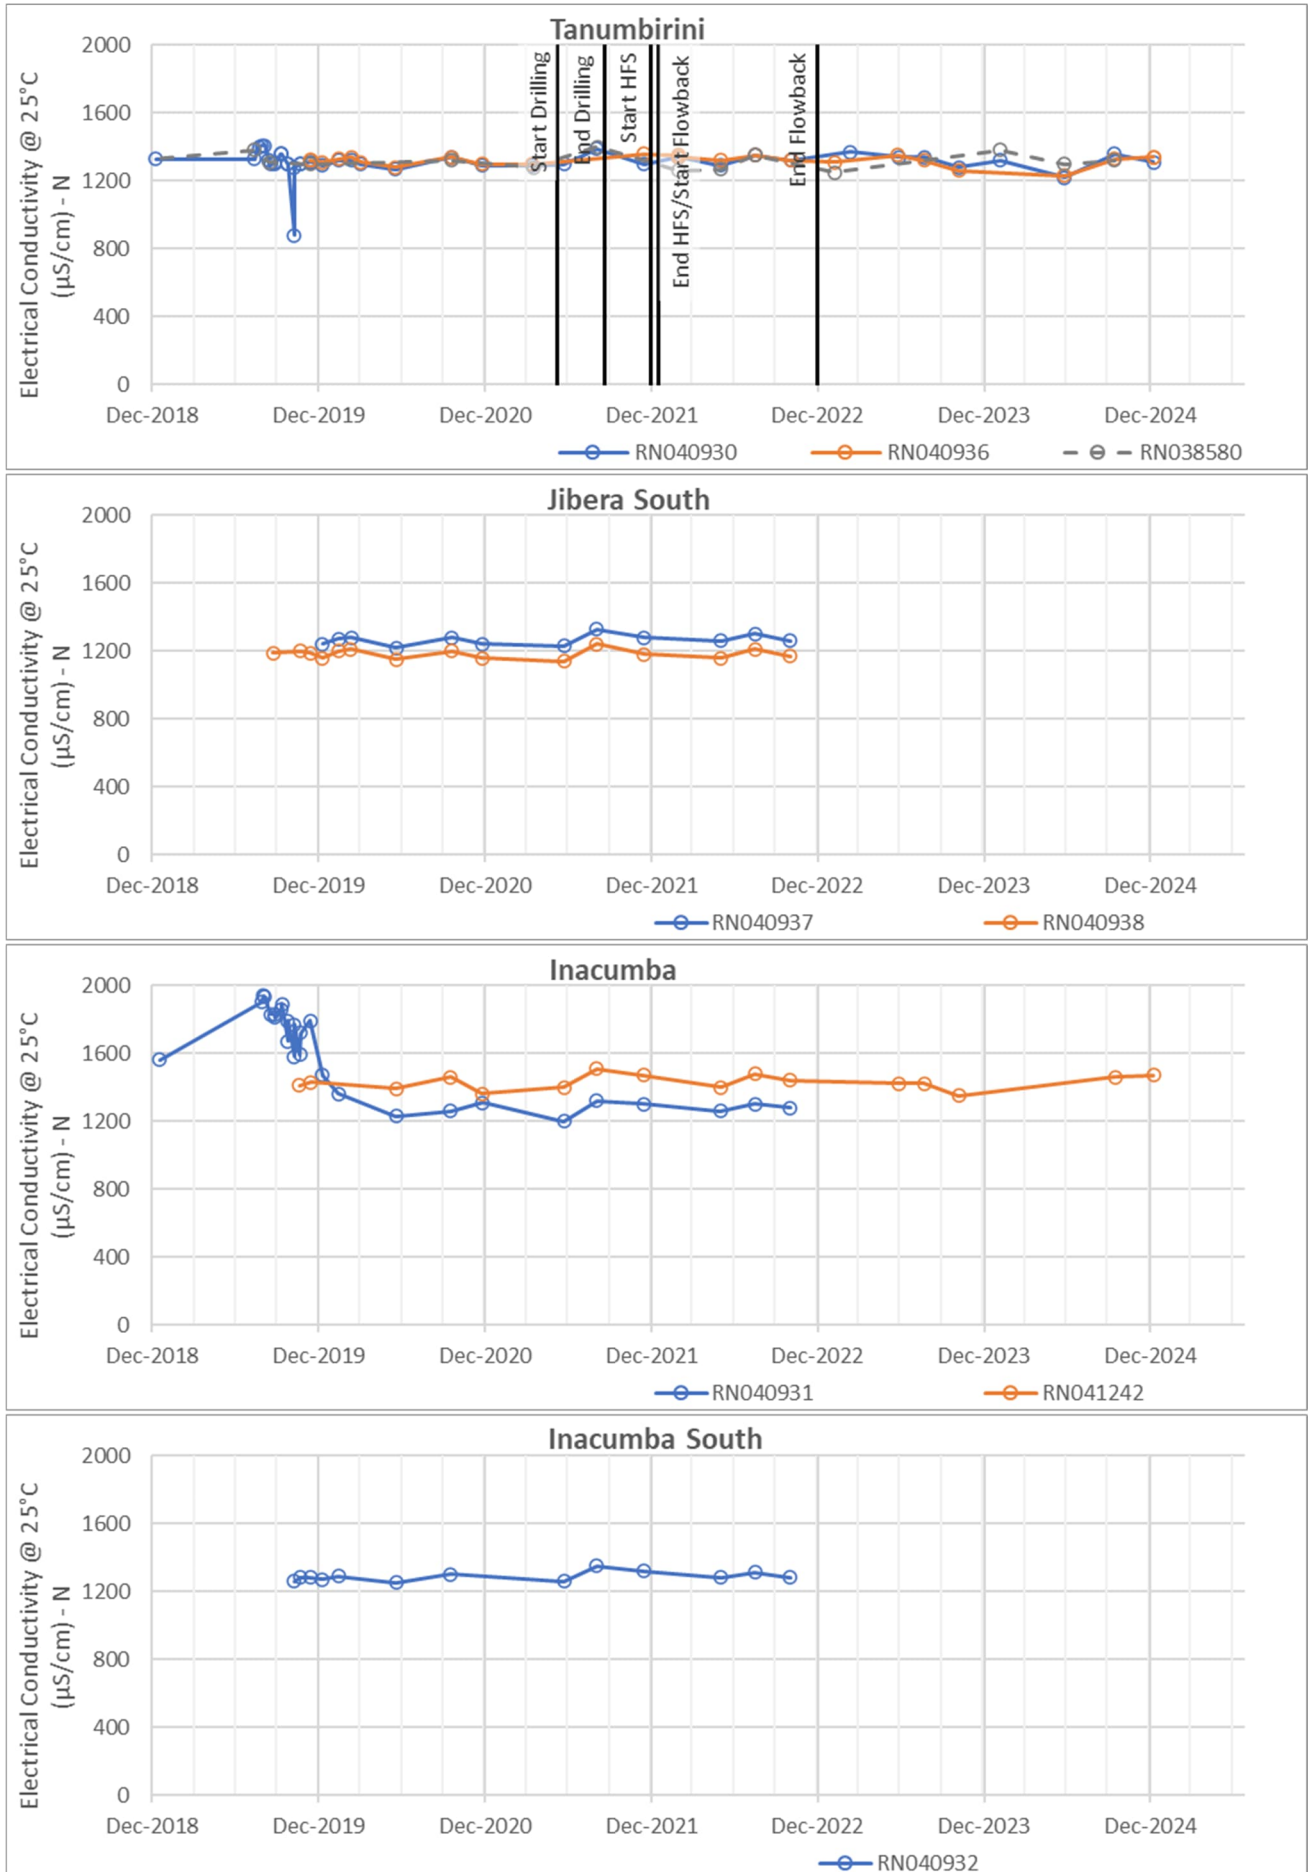 Tanumbirini
Electrical Conductivity @ 25°C
(µS/cm) - N
2000
1600
1200
800
400
0
Start Drilling
End Drilling
Start HFS
End HFS/Start Flowback
End Flowback
Dec-2018 Dec-2019 Dec-2020 Dec-2021 Dec-2022 Dec-2023 Dec-2024
RN040930 RN040936 RN038580
Jibera South
Electrical Conductivity @ 25°C
(µS/cm) - N
2000
1600
1200
800
400
0
Dec-2018 Dec-2019 Dec-2020 Dec-2021 Dec-2022 Dec-2023 Dec-2024
RN040937 RN040938
Inacumba
Electrical Conductivity @ 25°C
(µS/cm) - N
2000
1600
1200
800
400
0
Dec-2018 Dec-2019 Dec-2020 Dec-2021 Dec-2022 Dec-2023 Dec-2024
RN040931 RN041242
Inacumba South
Electrical Conductivity @ 25°C
(µS/cm) - N
2000
1600
1200
800
400
0
Dec-2018 Dec-2019 Dec-2020 Dec-2021 Dec-2022 Dec-2023 Dec-2024
RN040932